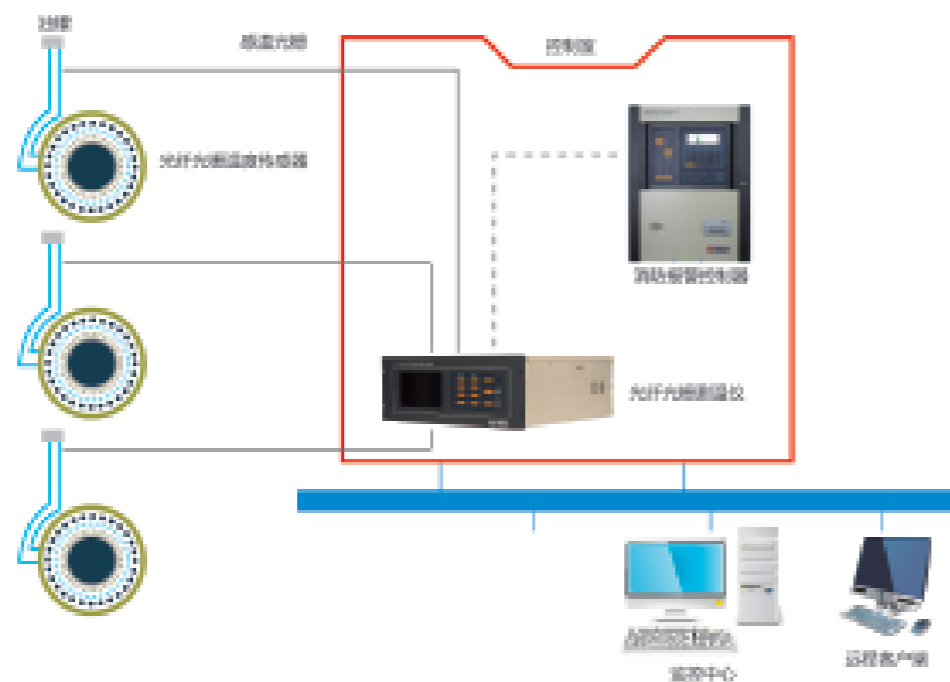 感温光栅
控制室
光纤光栅温度传感器
消防报警控制器
光纤光栅测温仪
监控中心
远程客户端